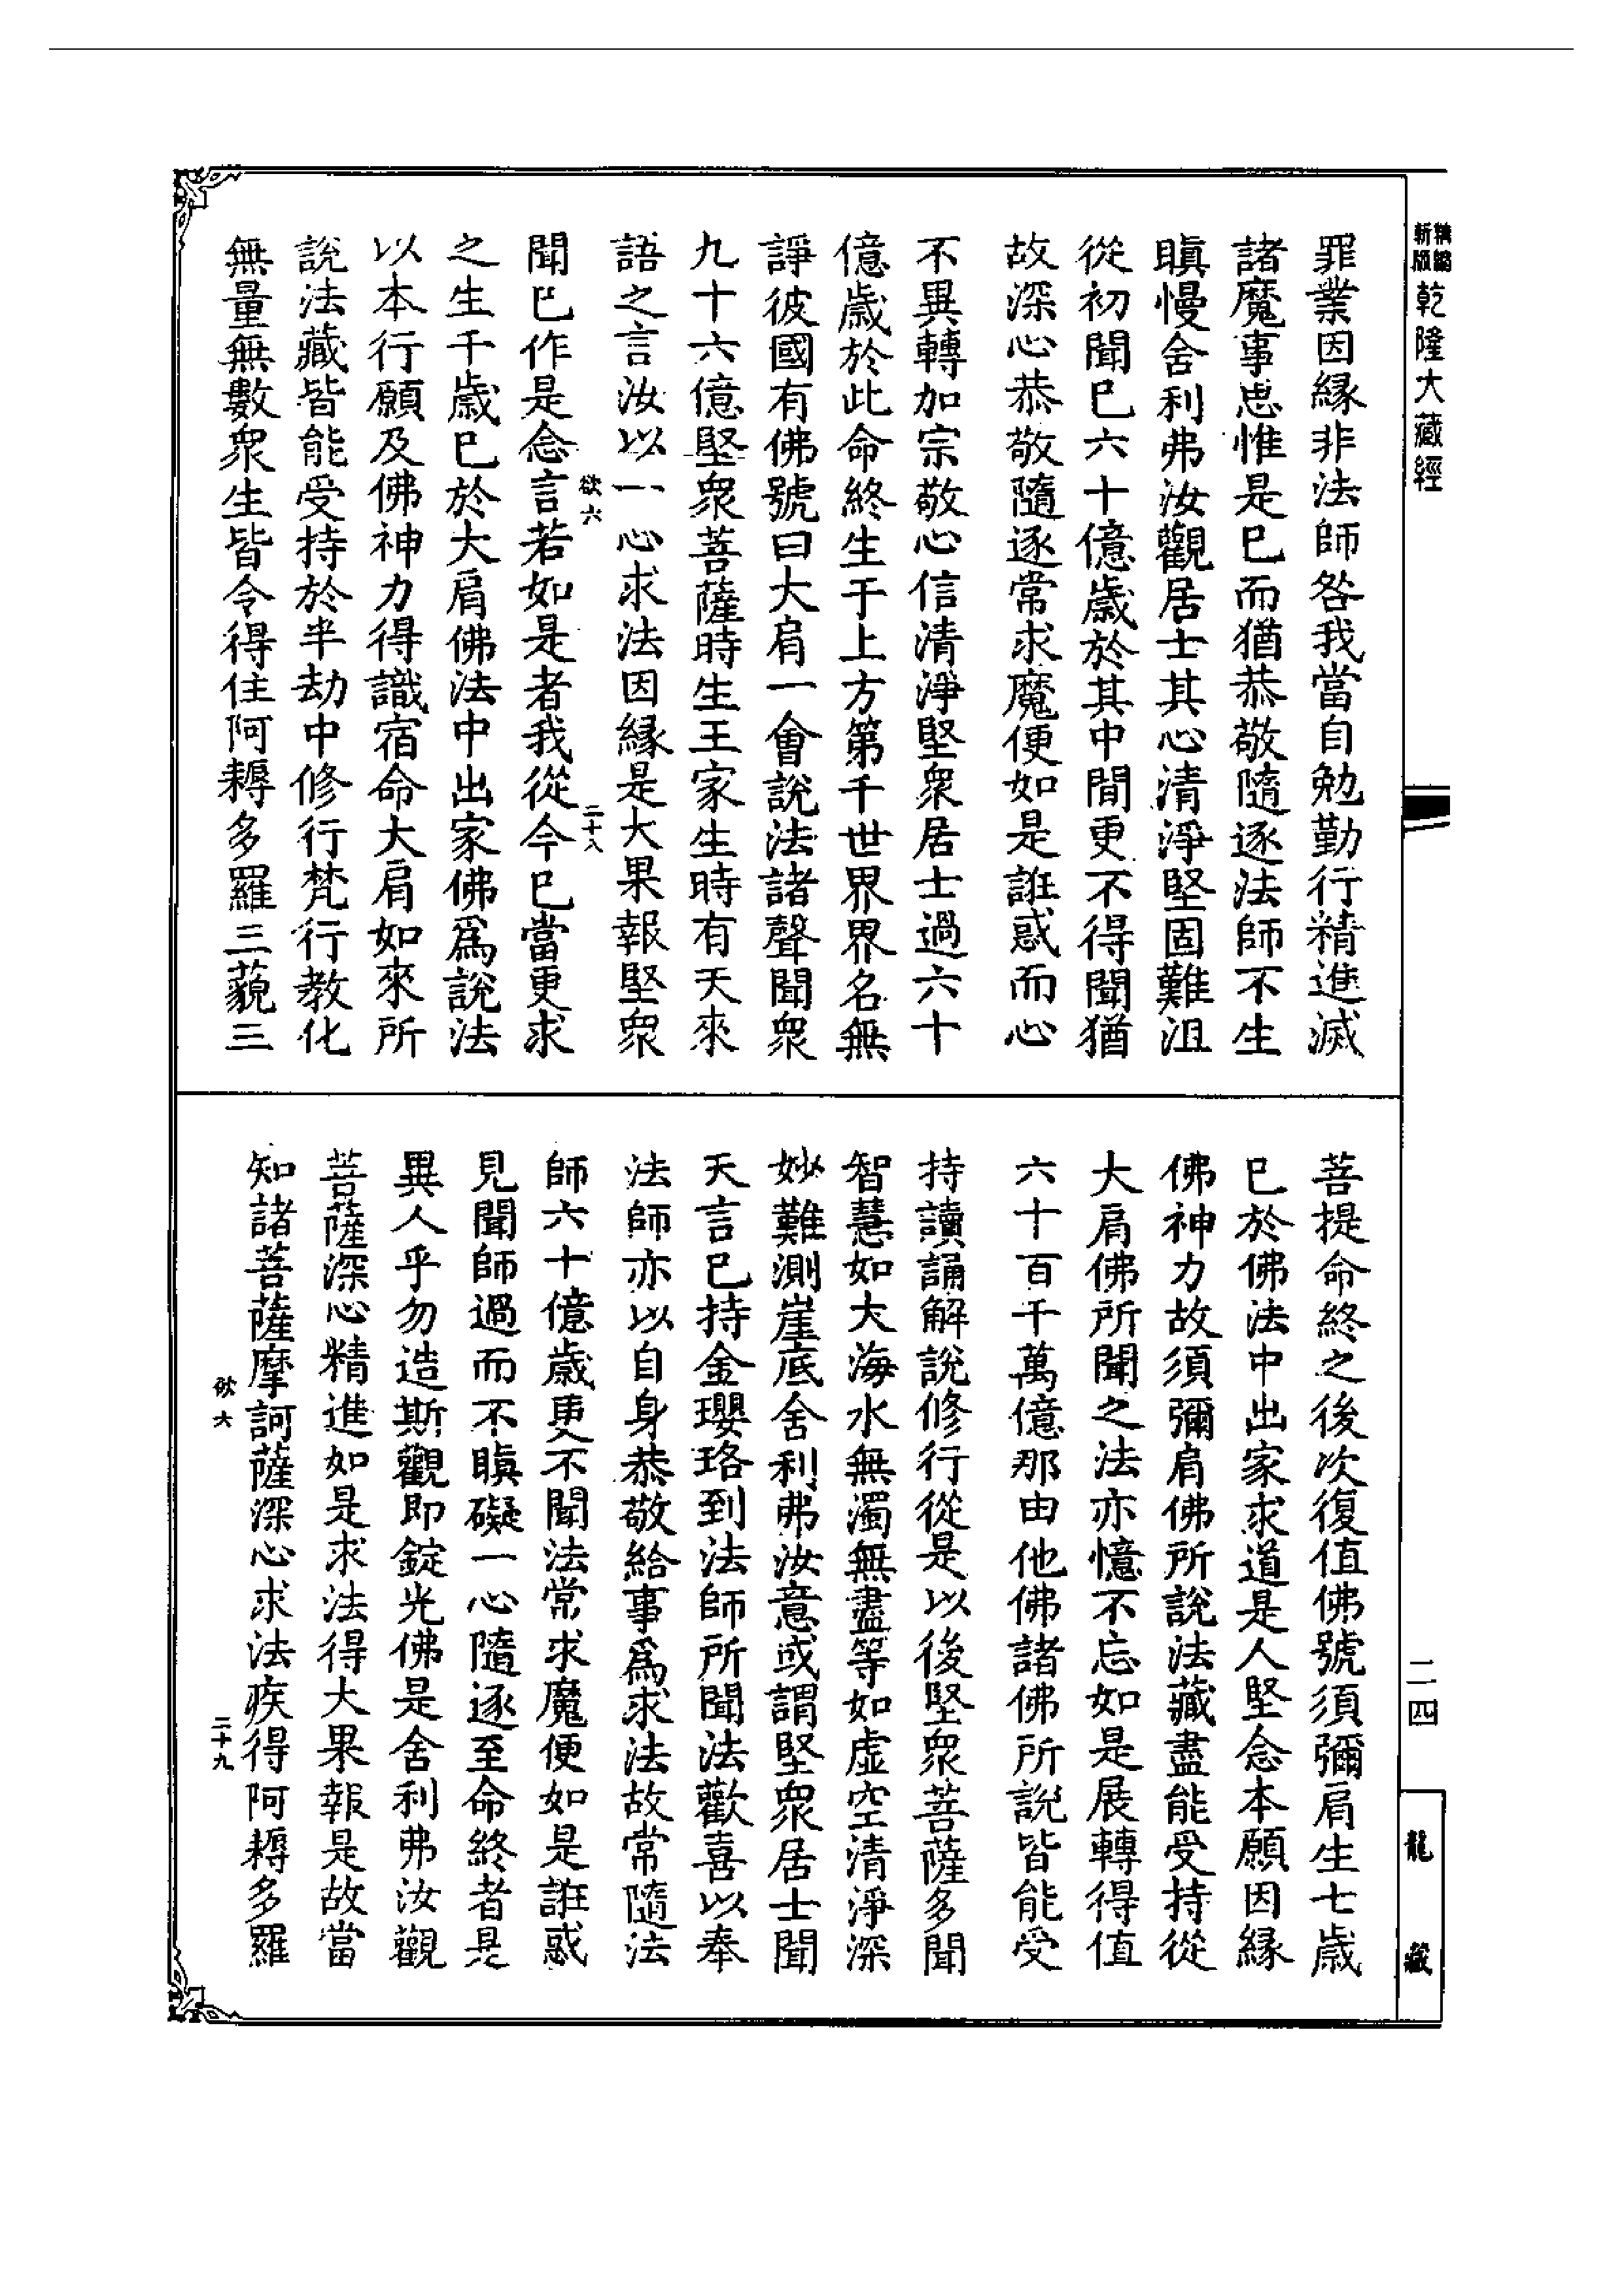 精編
新版
乾隆大藏經
罪業因緣非法師咎我當自勉勤行精進滅
諸魔事思惟是已而猶恭敬隨逐法師不生
瞋慢舍利弗汝觀居士其心清淨堅固難沮
從初聞已六十億歲於其中間更不得聞猶
故深心恭敬隨逐常求魔便如是誑惑而心
不異轉加宗敬心信清淨堅衆居士過六十
億歲於此命終生于上方第千世界界名無
諍彼國有佛號曰大肩一會說法諸聲聞衆
九十六億堅衆菩薩時生王家生時有天來
語之言汝以一心求法因緣是大果報堅衆
欲六
二十八
聞已作是念言若如是者我從今已當更求
之生千歲已於大肩佛法中出家佛爲說法
以本行願及佛神力得識宿命大肩如來所
說法藏皆能受持於半劫中修行梵行教化
無量無數衆生皆令得住阿耨多羅三藐三
菩提命終之後次復值佛號須彌肩生七歲
已於佛法中出家求道是人堅念本願因緣
佛神力故須彌肩佛所說法藏盡能受持從
大肩佛所聞之法亦憶不忘如是展轉得值
六十百千萬億那由他佛諸佛所說皆能受
持讀誦解說修行從是以後堅衆菩薩多聞
智慧如大海水無濁無盡等如虛空清淨深
妙難測崖底舍利弗汝意或謂堅衆居士聞
天言已持金瓔珞到法師所聞法歡喜以奉
法師亦以自身恭敬給事爲求法故常隨法
師六十億歲更不聞法常求魔便如是誑惑
見聞師過而不瞋礙一心隨逐至命終者是
異人乎勿造斯觀即錠光佛是舍利弗汝觀
菩薩深心精進如是求法得大果報是故當
知諸菩薩摩訶薩深心求法疾得阿耨多羅
欲六
二十九
二四
龍藏